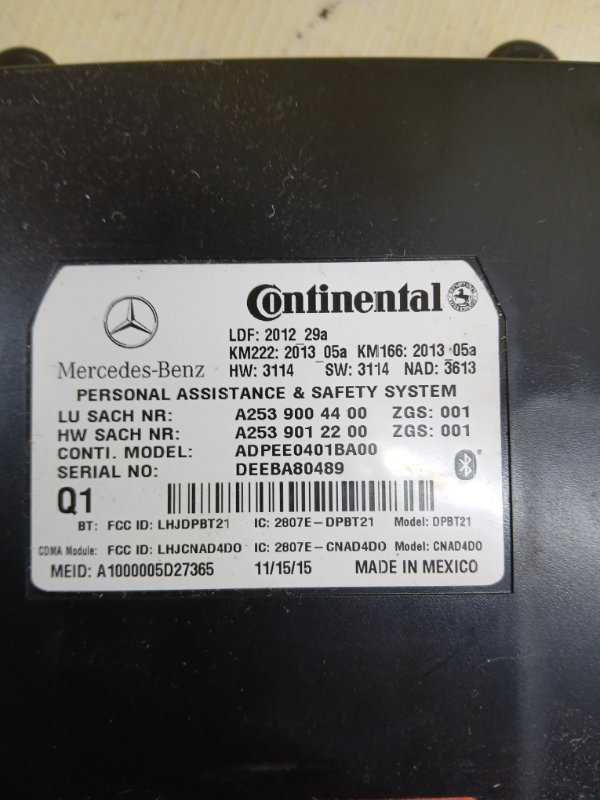 Continental
LDF: 2012_29a
KM222: 2013_05a KM166: 2013_05a
Mercedes-Benz HW: 3114 SW: 3114 NAD: 3613
PERSONAL ASSISTANCE & SAFETY SYSTEM
LU SACH NR: A253 900 44 00 ZGS: 001
HW SACH NR: A253 901 22 00 ZGS: 001
CONTI. MODEL: ADPEE0401BA00
SERIAL NO: DEEBA80489
Q1
BT: FCC ID: LHJDPBT21 IC: 2807E-DPBT21 Model: DPBT21
CDMA Module: FCC ID: LHJCNAD4DO IC: 2807E-CNAD4DO Model: CNAD4DO
MEID: A1000005D27365 11/15/15 MADE IN MEXICO